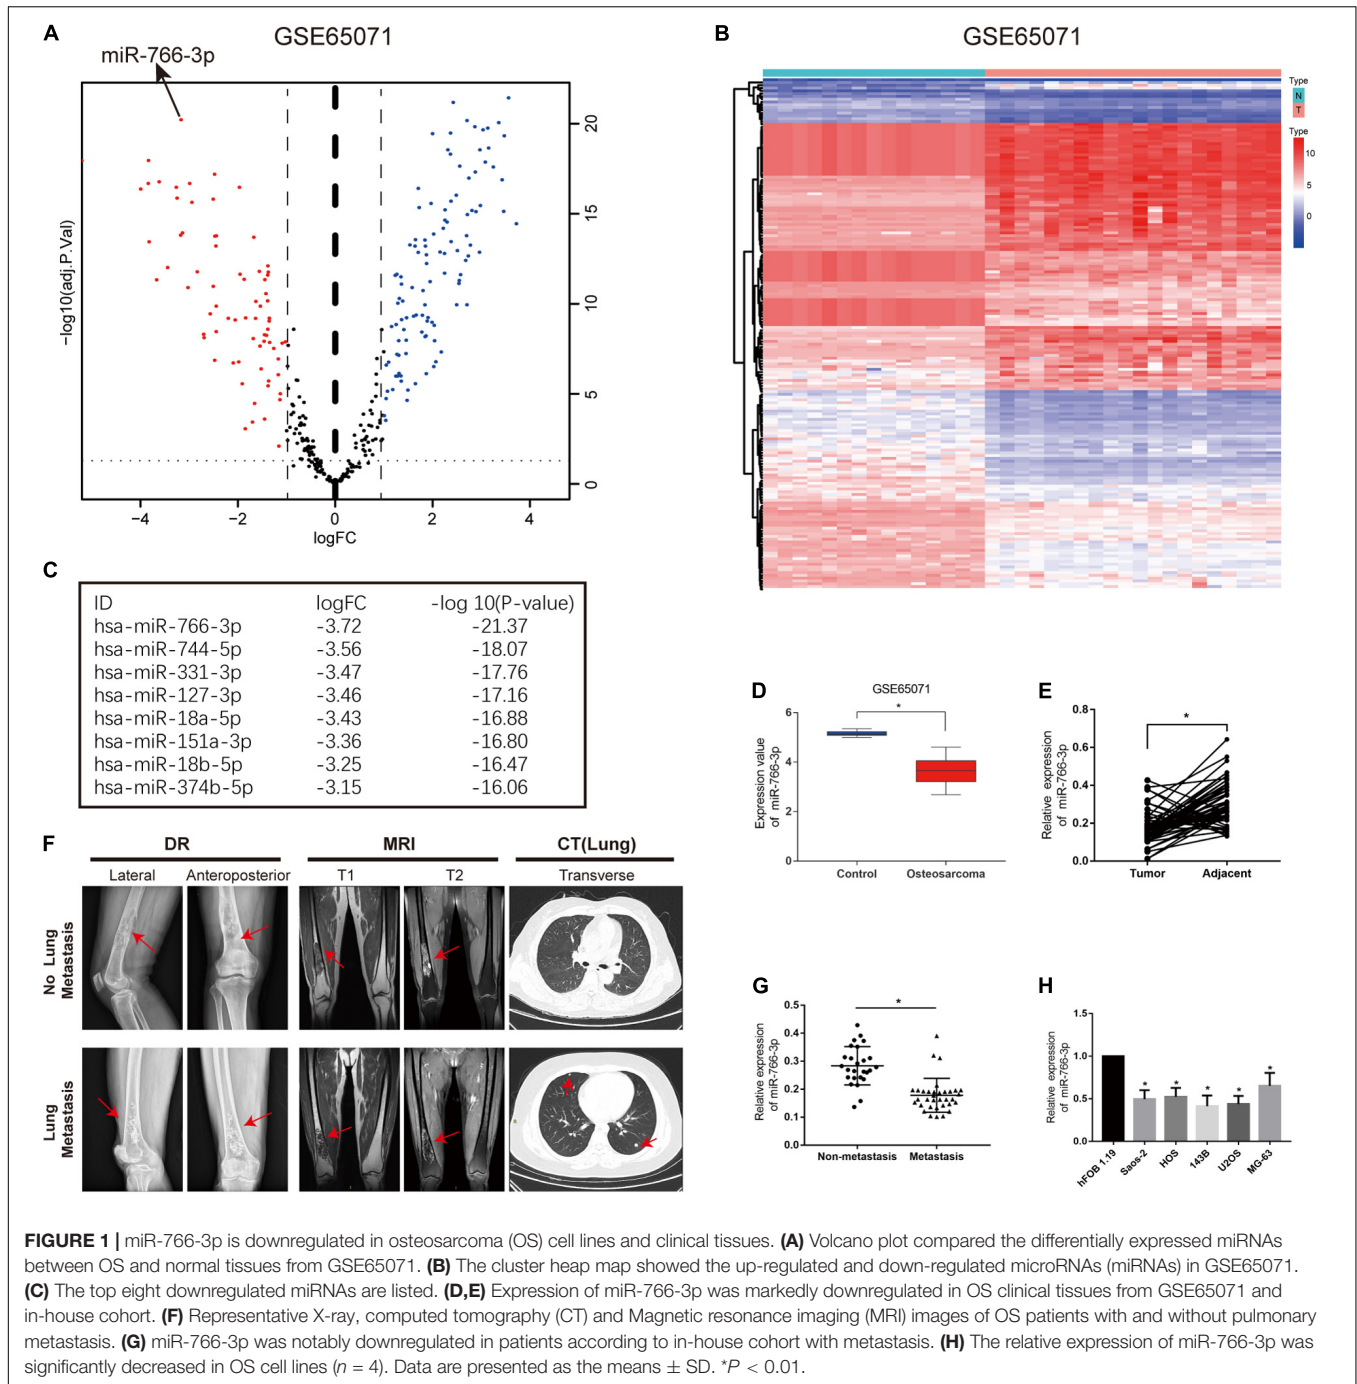 A
GSE65071
miR-766-3p
-log10(adj.P.Val)
20
15
10
5
0
-4
-2
0
2
4
logFC
B
GSE65071
Type
N
T
Type
10
5
0
C
ID logFC -log 10(P-value)
hsa-miR-766-3p -3.72 -21.37
hsa-miR-744-5p -3.56 -18.07
hsa-miR-331-3p -3.47 -17.76
hsa-miR-127-3p -3.46 -17.16
hsa-miR-18a-5p -3.43 -16.88
hsa-miR-151a-3p -3.36 -16.80
hsa-miR-18b-5p -3.25 -16.47
hsa-miR-374b-5p -3.15 -16.06
D
GSE65071
*
Expression value
of miR-766-3p
6
4
2
0
Control Osteosarcoma
E
*
Relative expression
of miR-766-3p
0.8
0.6
0.4
0.2
0.0
Tumor Adjacent
F
DR MRI CT(Lung)
Lateral Anteroposterior T1 T2 Transverse
No Lung
Metastasis
Lung
Metastasis
G
*
Relative expression
of miR-766-3p
0.5
0.4
0.3
0.2
0.1
0.0
Non-metastasis Metastasis
H
Relative expression
of miR-766-3p
1.5
1.0
0.5
0.0
* * * * *
hFOB 1.19 Saos-2 HOS 143B U2OS MG-63
FIGURE 1 | miR-766-3p is downregulated in osteosarcoma (OS) cell lines and clinical tissues. (A) Volcano plot compared the differentially expressed miRNAs
between OS and normal tissues from GSE65071. (B) The cluster heap map showed the up-regulated and down-regulated microRNAs (miRNAs) in GSE65071.
(C) The top eight downregulated miRNAs are listed. (D,E) Expression of miR-766-3p was markedly downregulated in OS clinical tissues from GSE65071 and
in-house cohort. (F) Representative X-ray, computed tomography (CT) and Magnetic resonance imaging (MRI) images of OS patients with and without pulmonary
metastasis. (G) miR-766-3p was notably downregulated in patients according to in-house cohort with metastasis. (H) The relative expression of miR-766-3p was
significantly decreased in OS cell lines (n = 4). Data are presented as the means ± SD. *P < 0.01.